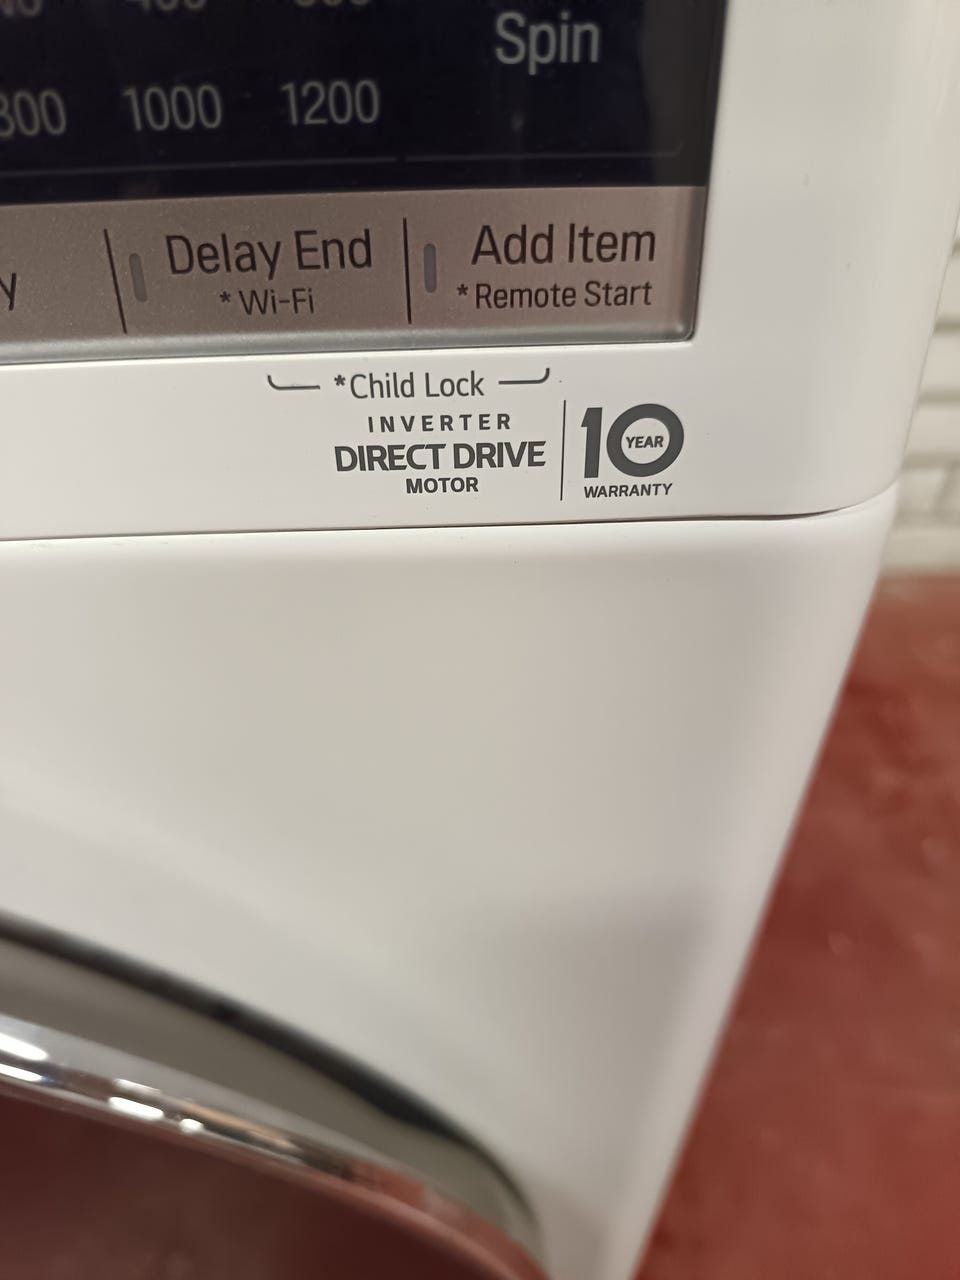 Spin
800 1000 1200
Delay End
* Wi-Fi
Add Item
* Remote Start
*Child Lock
INVERTER
DIRECT DRIVE
MOTOR
10 YEAR
WARRANTY